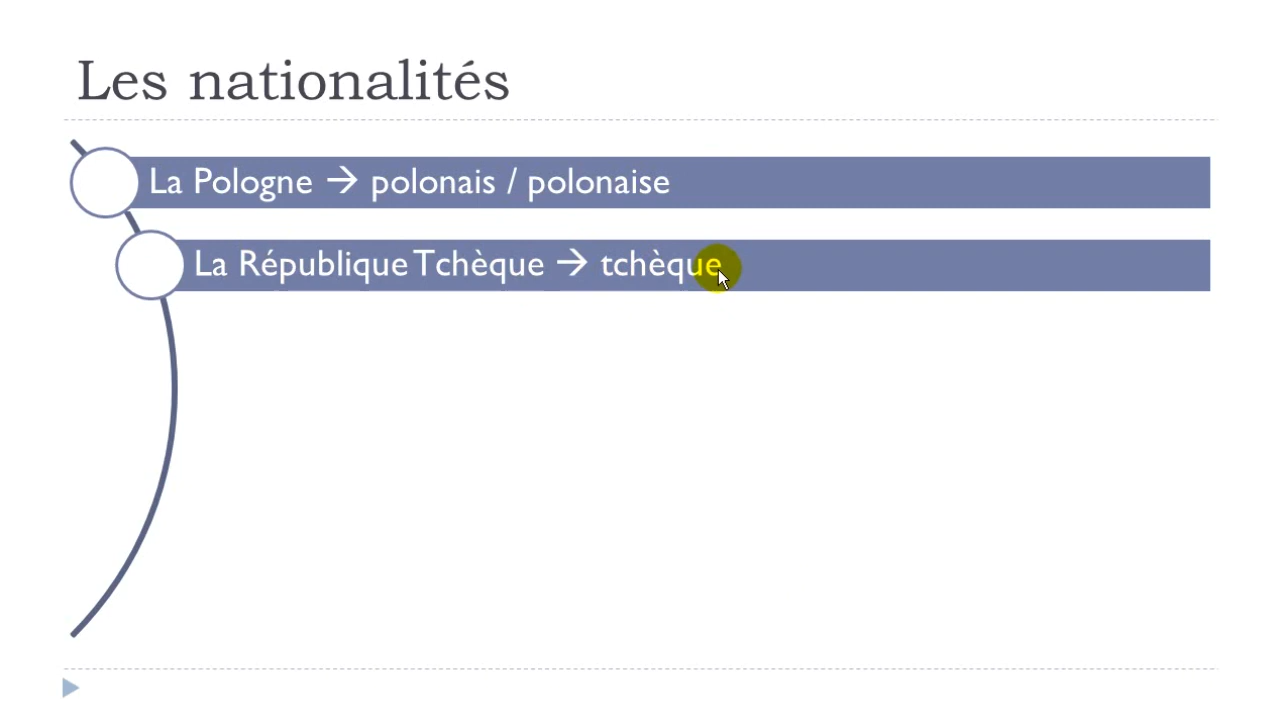 Les nationalités
La Pologne → polonais / polonaise
La République Tchèque → tchèque